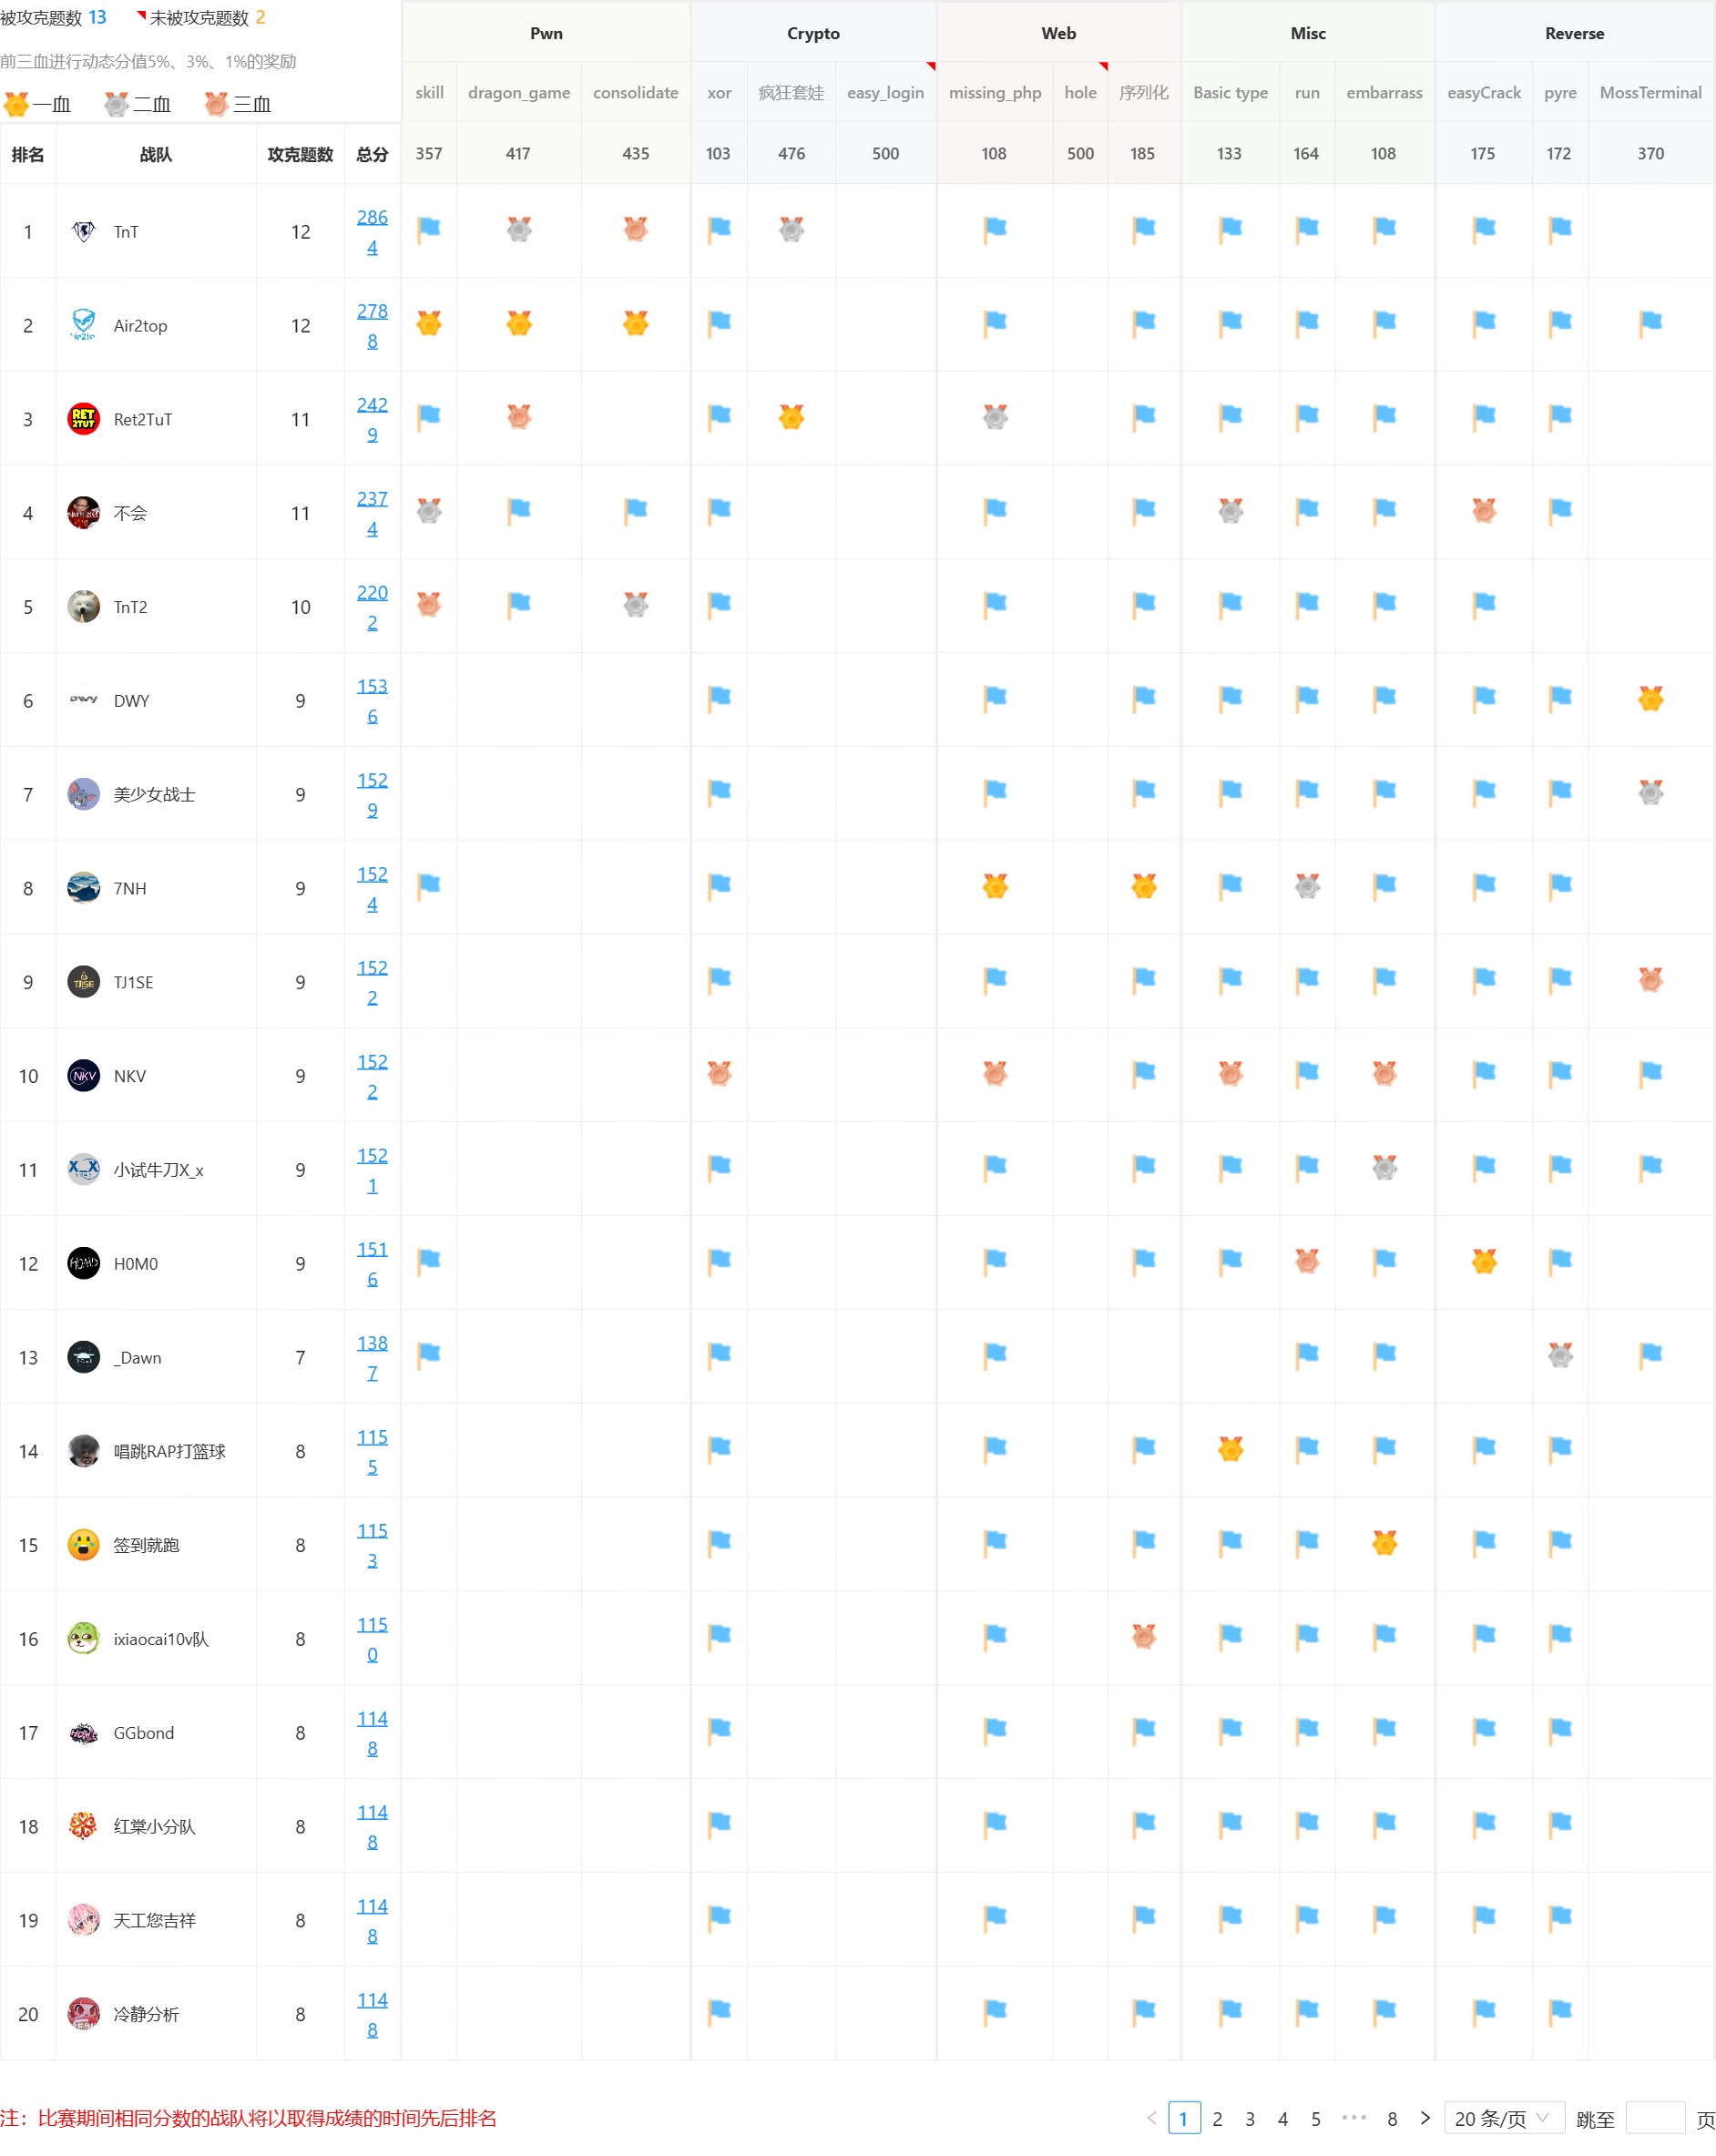 被攻克题数 13 未被攻克题数 2
前三血进行动态分值5%、3%、1%的奖励
一血 二血 三血
Pwn Crypto Web Misc Reverse
skill dragon_game consolidate xor 疯狂套娃 easy_login missing_php hole 序列化 Basic type run embarrass easyCrack pyre MossTerminal
排名 战队 攻克题数 总分 357 417 435 103 476 500 108 500 185 133 164 108 175 172 370
1 TnT 12 2864
2 Air2top 12 2788
3 RET 2TUT Ret2TuT 11 2429
4 不会 11 2374
5 TnT2 10 2202
6 DWY DWY 9 1536
7 美少女战士 9 1529
8 7NH 9 1524
9 TJ1SE TJ1SE 9 1522
10 NKV NKV 9 1522
11 X_X 小试牛刀X_x 9 1521
12 H0M0 9 1516
13 _Dawn 7 1387
14 唱跳RAP打篮球 8 1155
15 签到就跑 8 1153
16 ixiaocai10v队 8 1150
17 GGbond 8 1148
18 红棠小分队 8 1148
19 天工您吉祥 8 1148
20 冷静分析 8 1148
注：比赛期间相同分数的战队将以取得成绩的时间先后排名
1 2 3 4 5 ••• 8 20 条/页 跳至 页